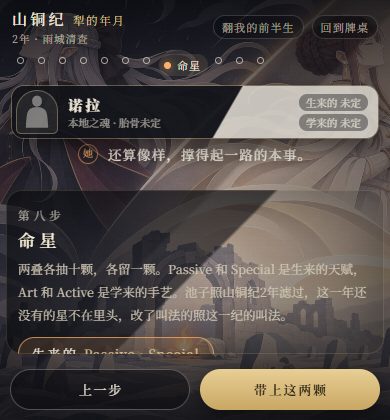 山铜纪 犁的年月
2年 · 雨城清查
翻我的前半生
回到牌桌
命星
诺拉
本地之魂 · 胎骨未定
生来的 未定
学来的 未定
她 还算像样，撑得起一路的本事。
第八步
命星
两叠各抽十颗，各留一颗。Passive 和 Special 是生来的天赋，
Art 和 Active 是学来的手艺。池子照山铜纪2年滤过，这一年还
没有的星不在里头，改了叫法的照这一纪的叫法。
生来的 Passive · Special
上一步
带上这两颗